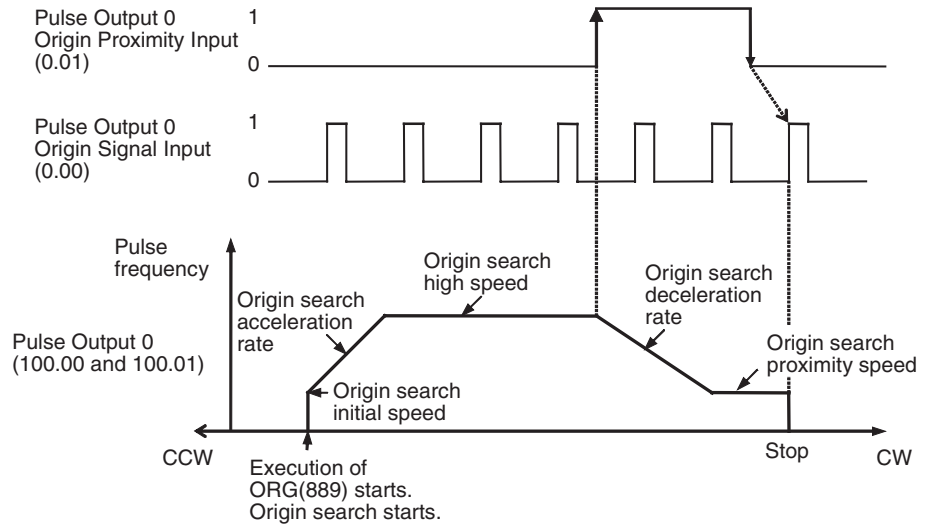 Pulse Output 0
Origin Proximity Input
(0.01)
1
0
Pulse Output 0
Origin Signal Input
(0.00)
1
0
Pulse
frequency
Origin search
high speed
Origin search
acceleration
rate
Origin search
deceleration
rate
Pulse Output 0
(100.00 and 100.01)
Origin search
proximity speed
Origin search
initial speed
CCW
Stop
CW
Execution of
ORG(889) starts.
Origin search starts.